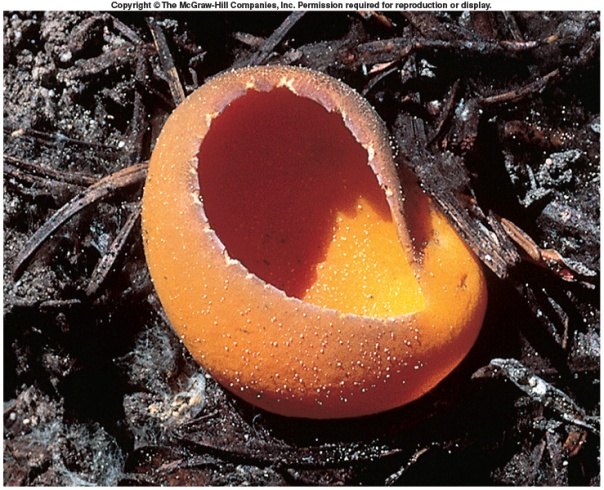 Copyright © The McGraw-Hill Companies, Inc. Permission required for reproduction or display.